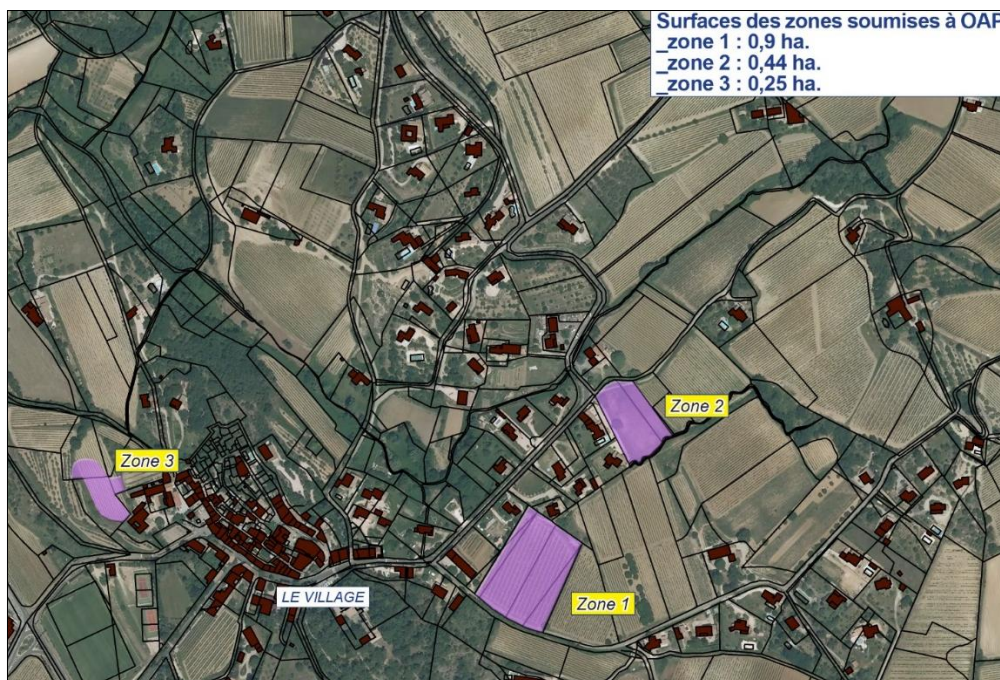 Surfaces des zones soumises à OAP
_zone 1 : 0,9 ha.
_zone 2 : 0,44 ha.
_zone 3 : 0,25 ha.
Zone 2
Zone 3
LE VILLAGE
Zone 1